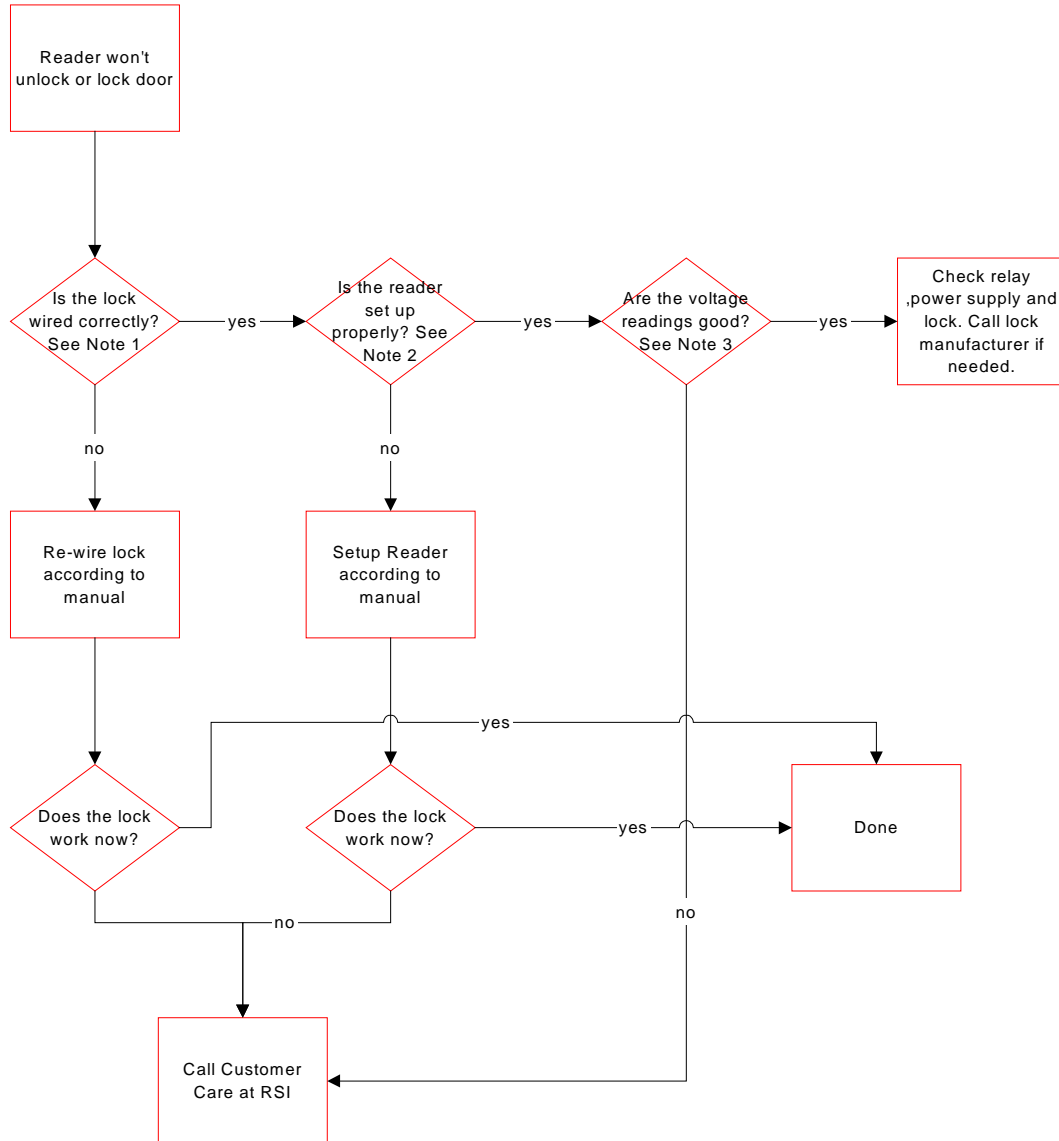 Reader won't
unlock or lock door
Is the lock
wired correctly?
See Note 1
yes
Is the reader
set up
properly? See
Note 2
yes
Are the voltage
readings good?
See Note 3
yes
Check relay
,power supply and
lock. Call lock
manufacturer if
needed.
no
no
Re-wire lock
according to
manual
Setup Reader
according to
manual
yes
Does the lock
work now?
Does the lock
work now?
yes
Done
no
no
Call Customer
Care at RSI